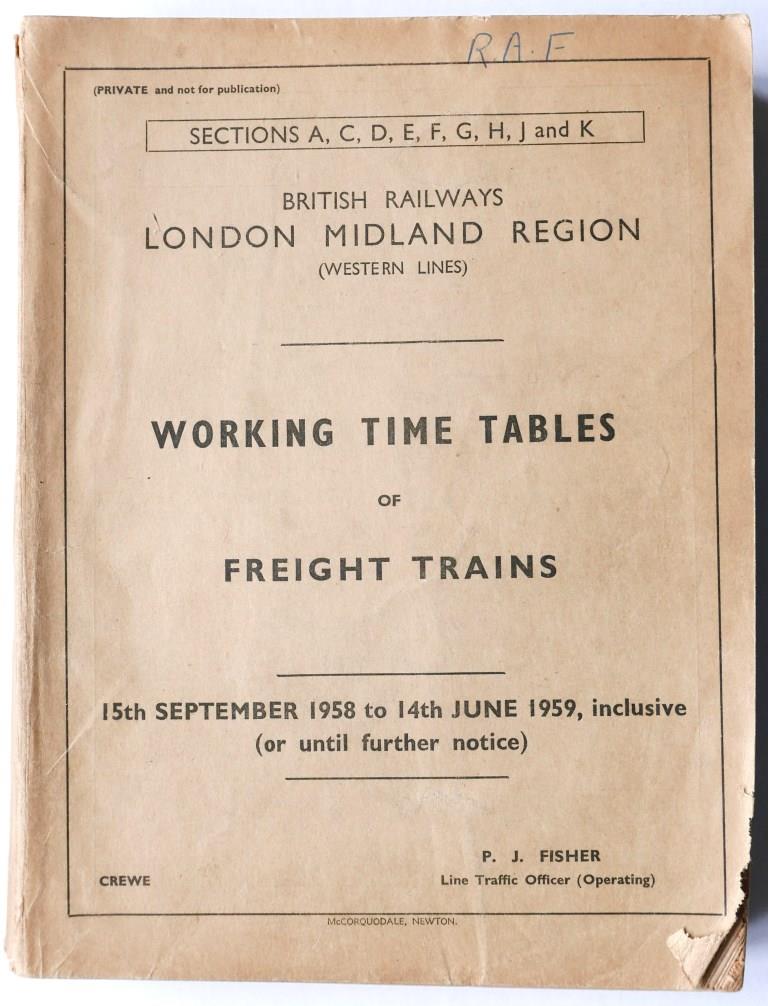 R.A.F
(PRIVATE and not for publication)
SECTIONS A, C, D, E, F, G, H, J and K
BRITISH RAILWAYS
LONDON MIDLAND REGION
(WESTERN LINES)
WORKING TIME TABLES
OF
FREIGHT TRAINS
15th SEPTEMBER 1958 to 14th JUNE 1959, inclusive
(or until further notice)
P. J. FISHER
CREWE Line Traffic Officer (Operating)
McCORQUODALE, NEWTON.